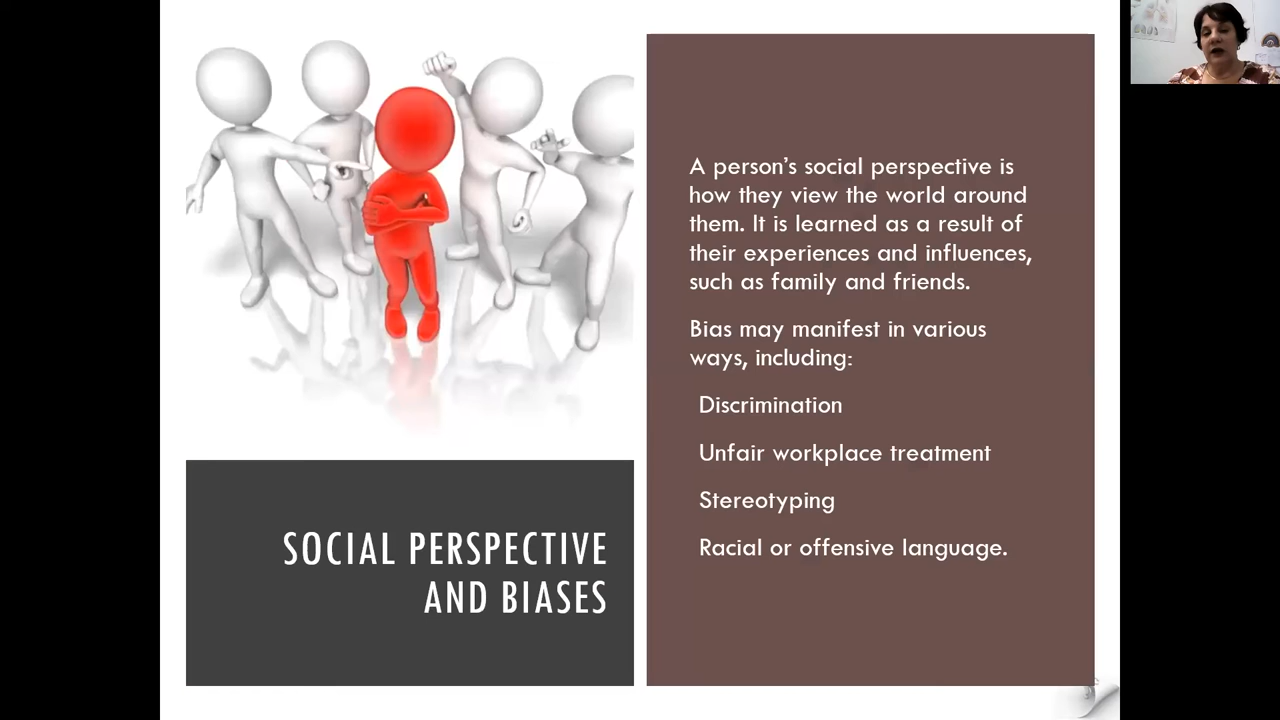 A person’s social perspective is
how they view the world around
them. It is learned as a result of
their experiences and influences,
such as family and friends.
Bias may manifest in various
ways, including:
Discrimination
Unfair workplace treatment
Stereotyping
Racial or offensive language.
SOCIAL PERSPECTIVE
AND BIASES